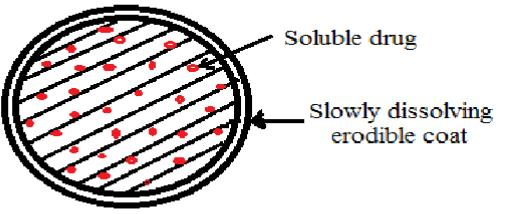 Soluble drug
Slowly dissolving
erodible coat